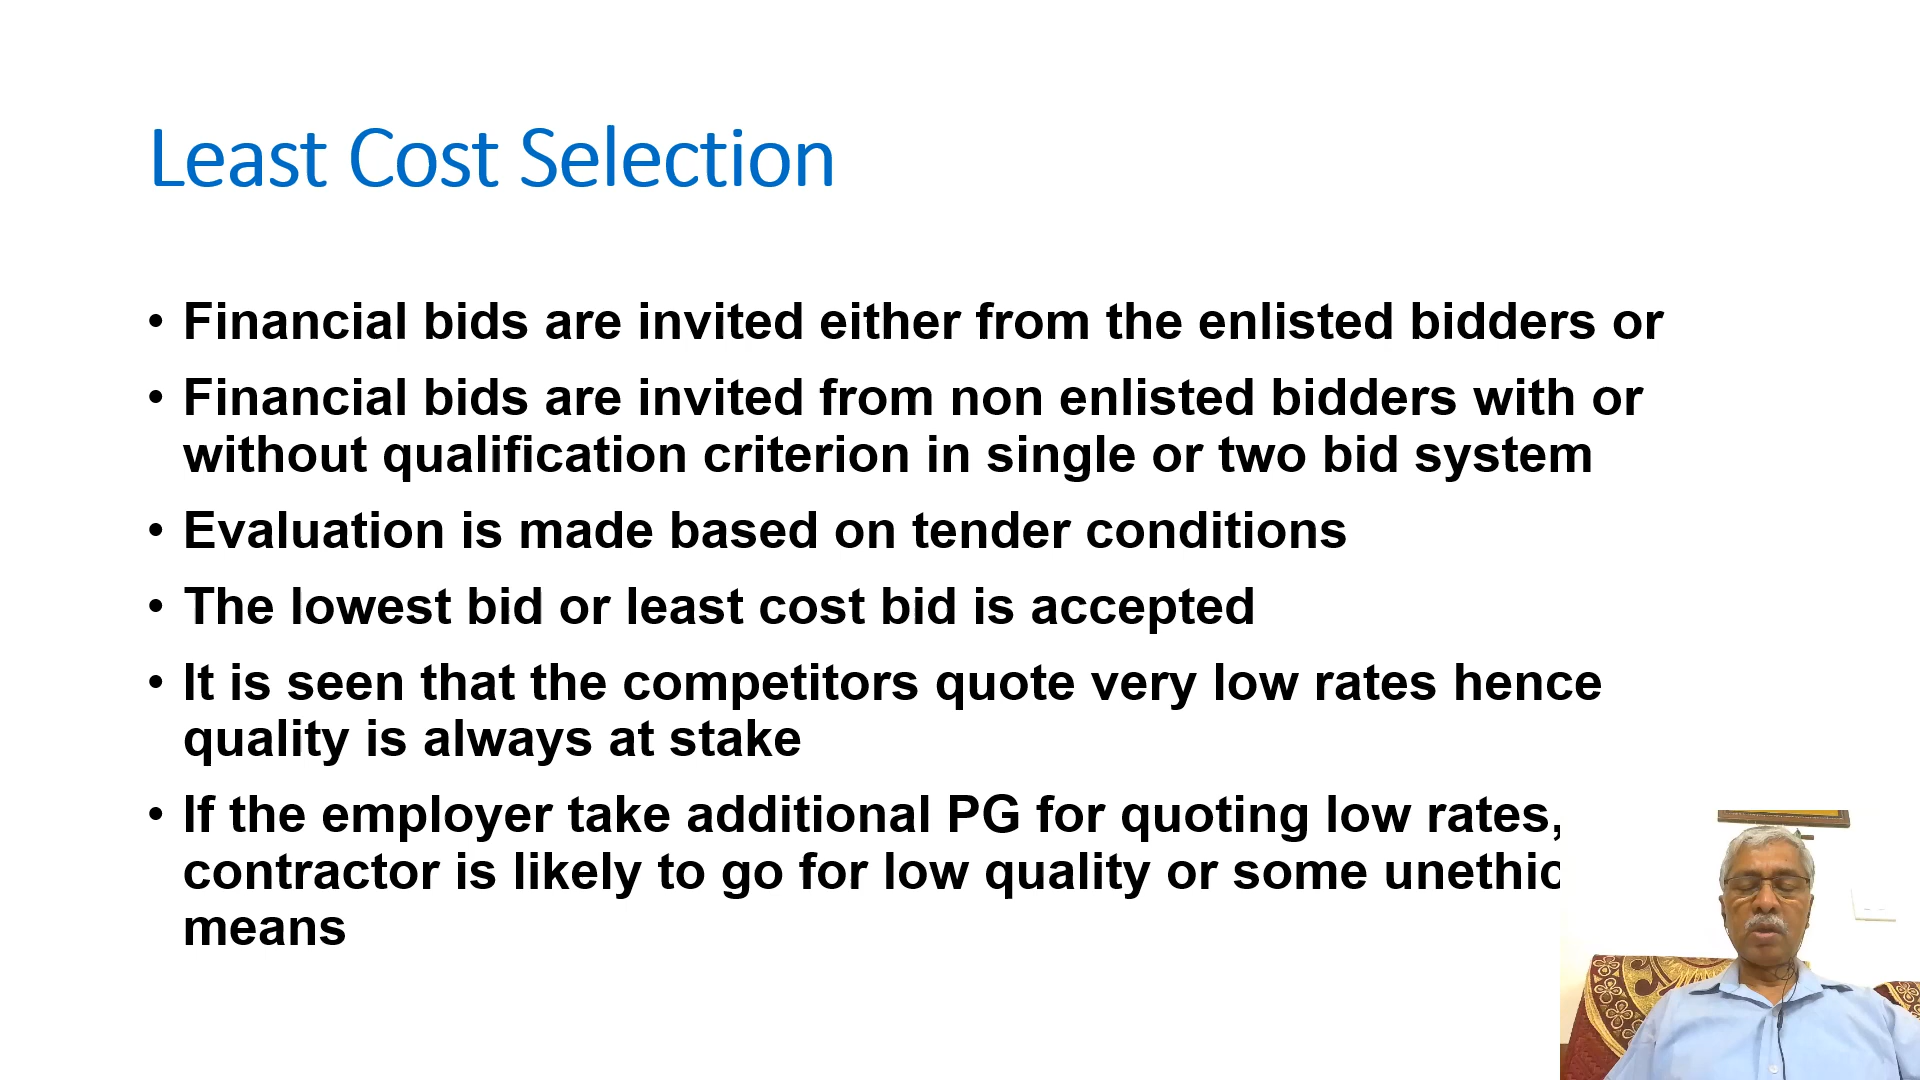 Least Cost Selection
• Financial bids are invited either from the enlisted bidders or
• Financial bids are invited from non enlisted bidders with or
without qualification criterion in single or two bid system
• Evaluation is made based on tender conditions
• The lowest bid or least cost bid is accepted
• It is seen that the competitors quote very low rates hence
quality is always at stake
• If the employer take additional PG for quoting low rates,
contractor is likely to go for low quality or some
means